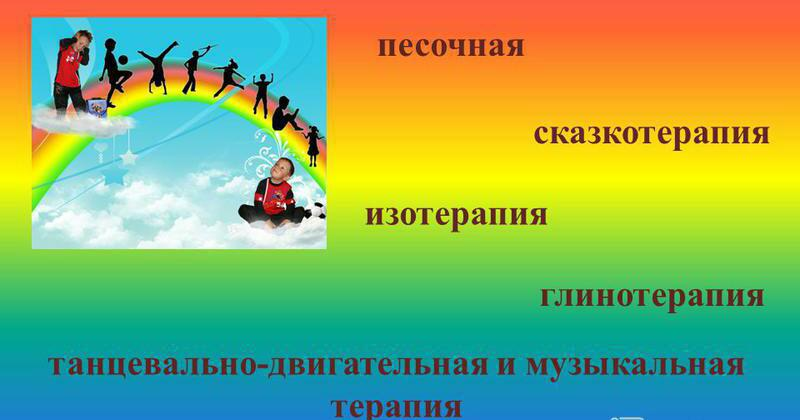 песочная
сказкотерапия
изотерапия
глинотерапия
танцевально-двигательная и музыкальная
терапия